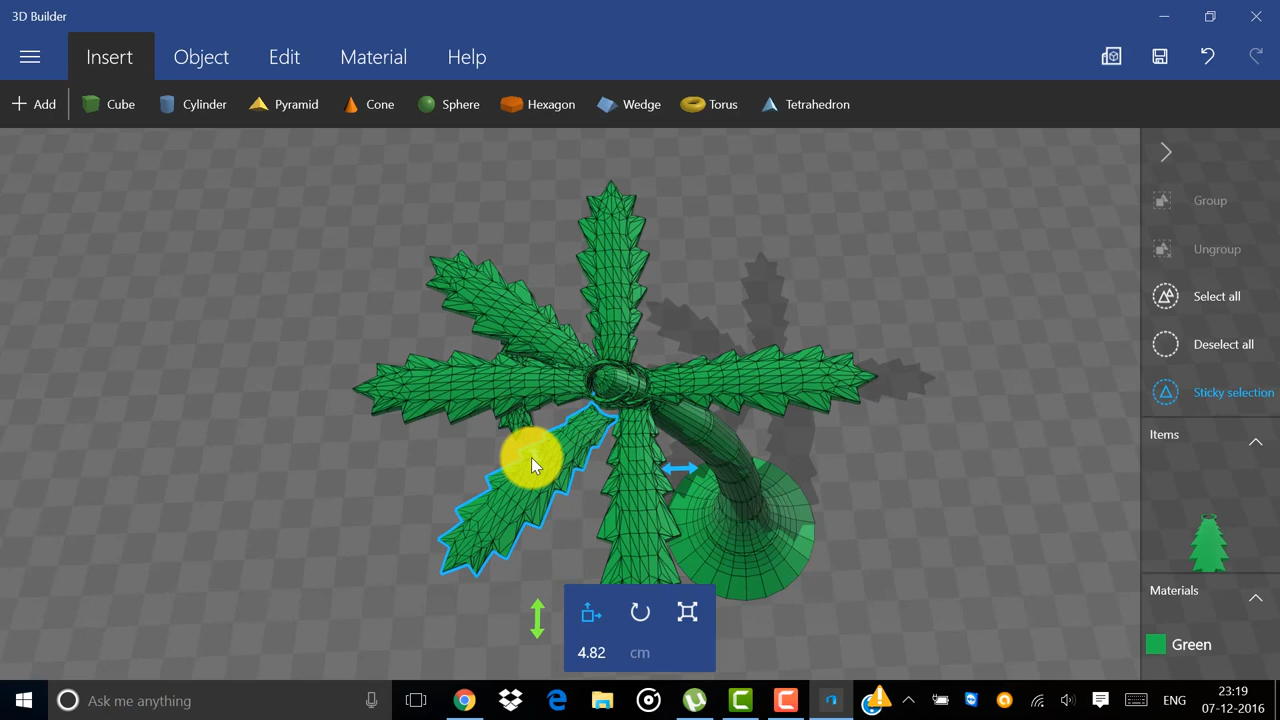 3D Builder
Insert Object Edit Material Help
Add Cube Cylinder Pyramid Cone Sphere Hexagon Wedge Torus Tetrahedron
Group
Ungroup
Select all
Deselect all
Sticky selection
Items
Materials
Green
4.82 cm
Ask me anything
ENG
23:19
07-12-2016